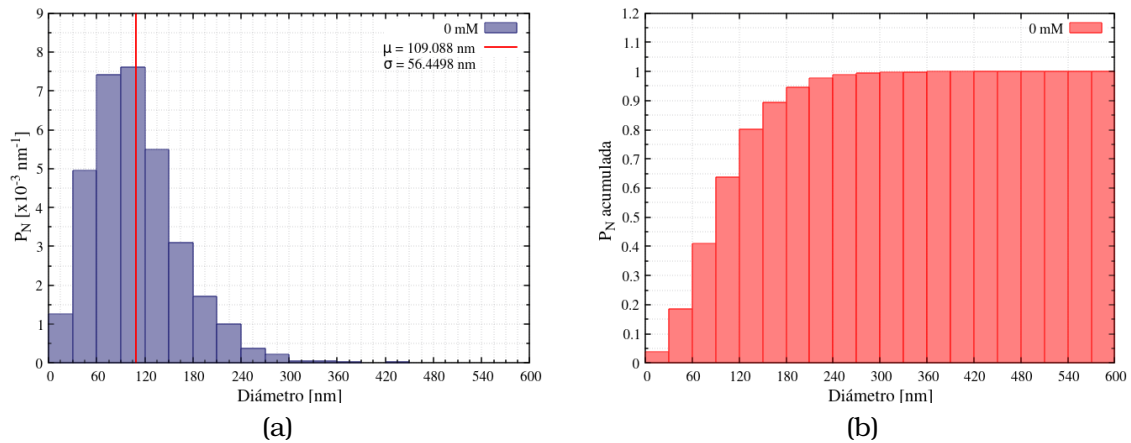 9
8
7
6
5
4
3
2
1
0
P_N [x10^-3 nm^-1]
0 mM
μ = 109.088 nm
σ = 56.4498 nm
0 60 120 180 240 300 360 420 480 540 600
Diámetro [nm]
(a)
1.2
1.1
1
0.9
0.8
0.7
0.6
0.5
0.4
0.3
0.2
0.1
0
P_N acumulada
0 mM
0 60 120 180 240 300 360 420 480 540 600
Diámetro [nm]
(b)